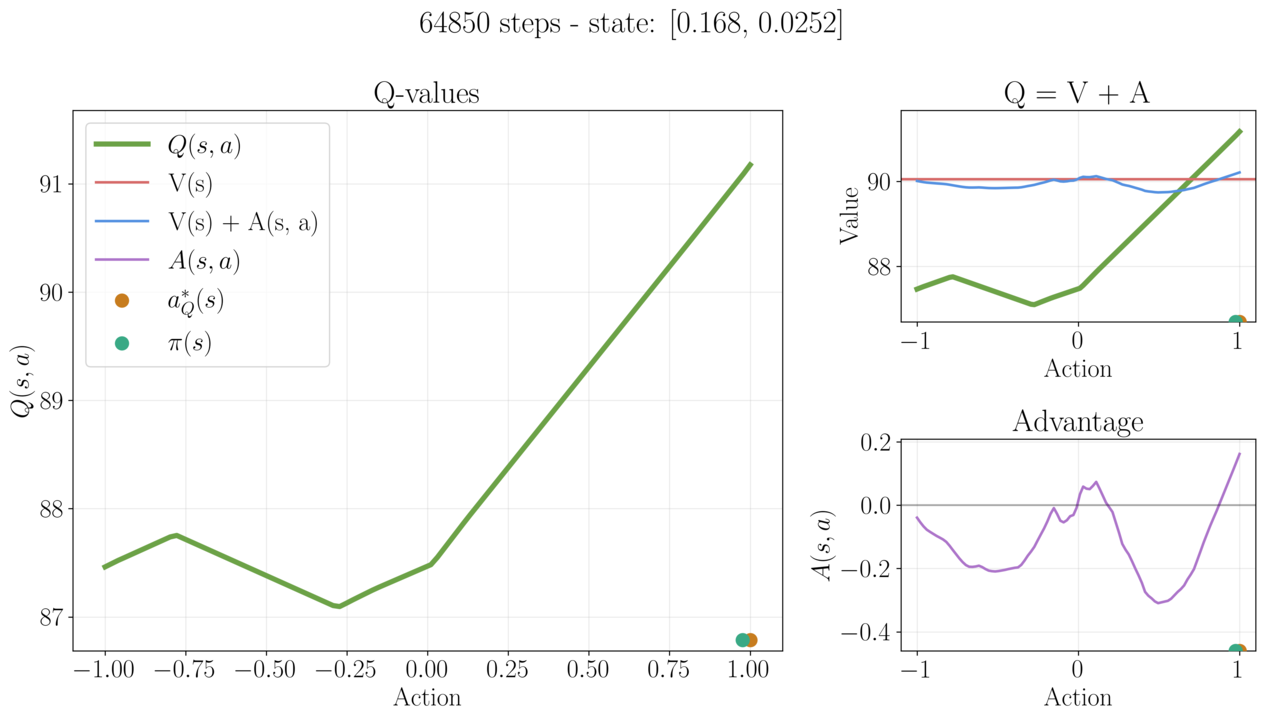 64850 steps - state: [0.168, 0.0252]
Q-values
Q(s, a)
V(s)
V(s) + A(s, a)
A(s, a)
a*Q(s)
π(s)
Q(s, a)
91
90
89
88
87
−1.00 −0.75 −0.50 −0.25 0.00 0.25 0.50 0.75 1.00
Action
Q = V + A
Value
90
88
−1 0 1
Action
Advantage
A(s, a)
0.2
0.0
−0.2
−0.4
−1 0 1
Action